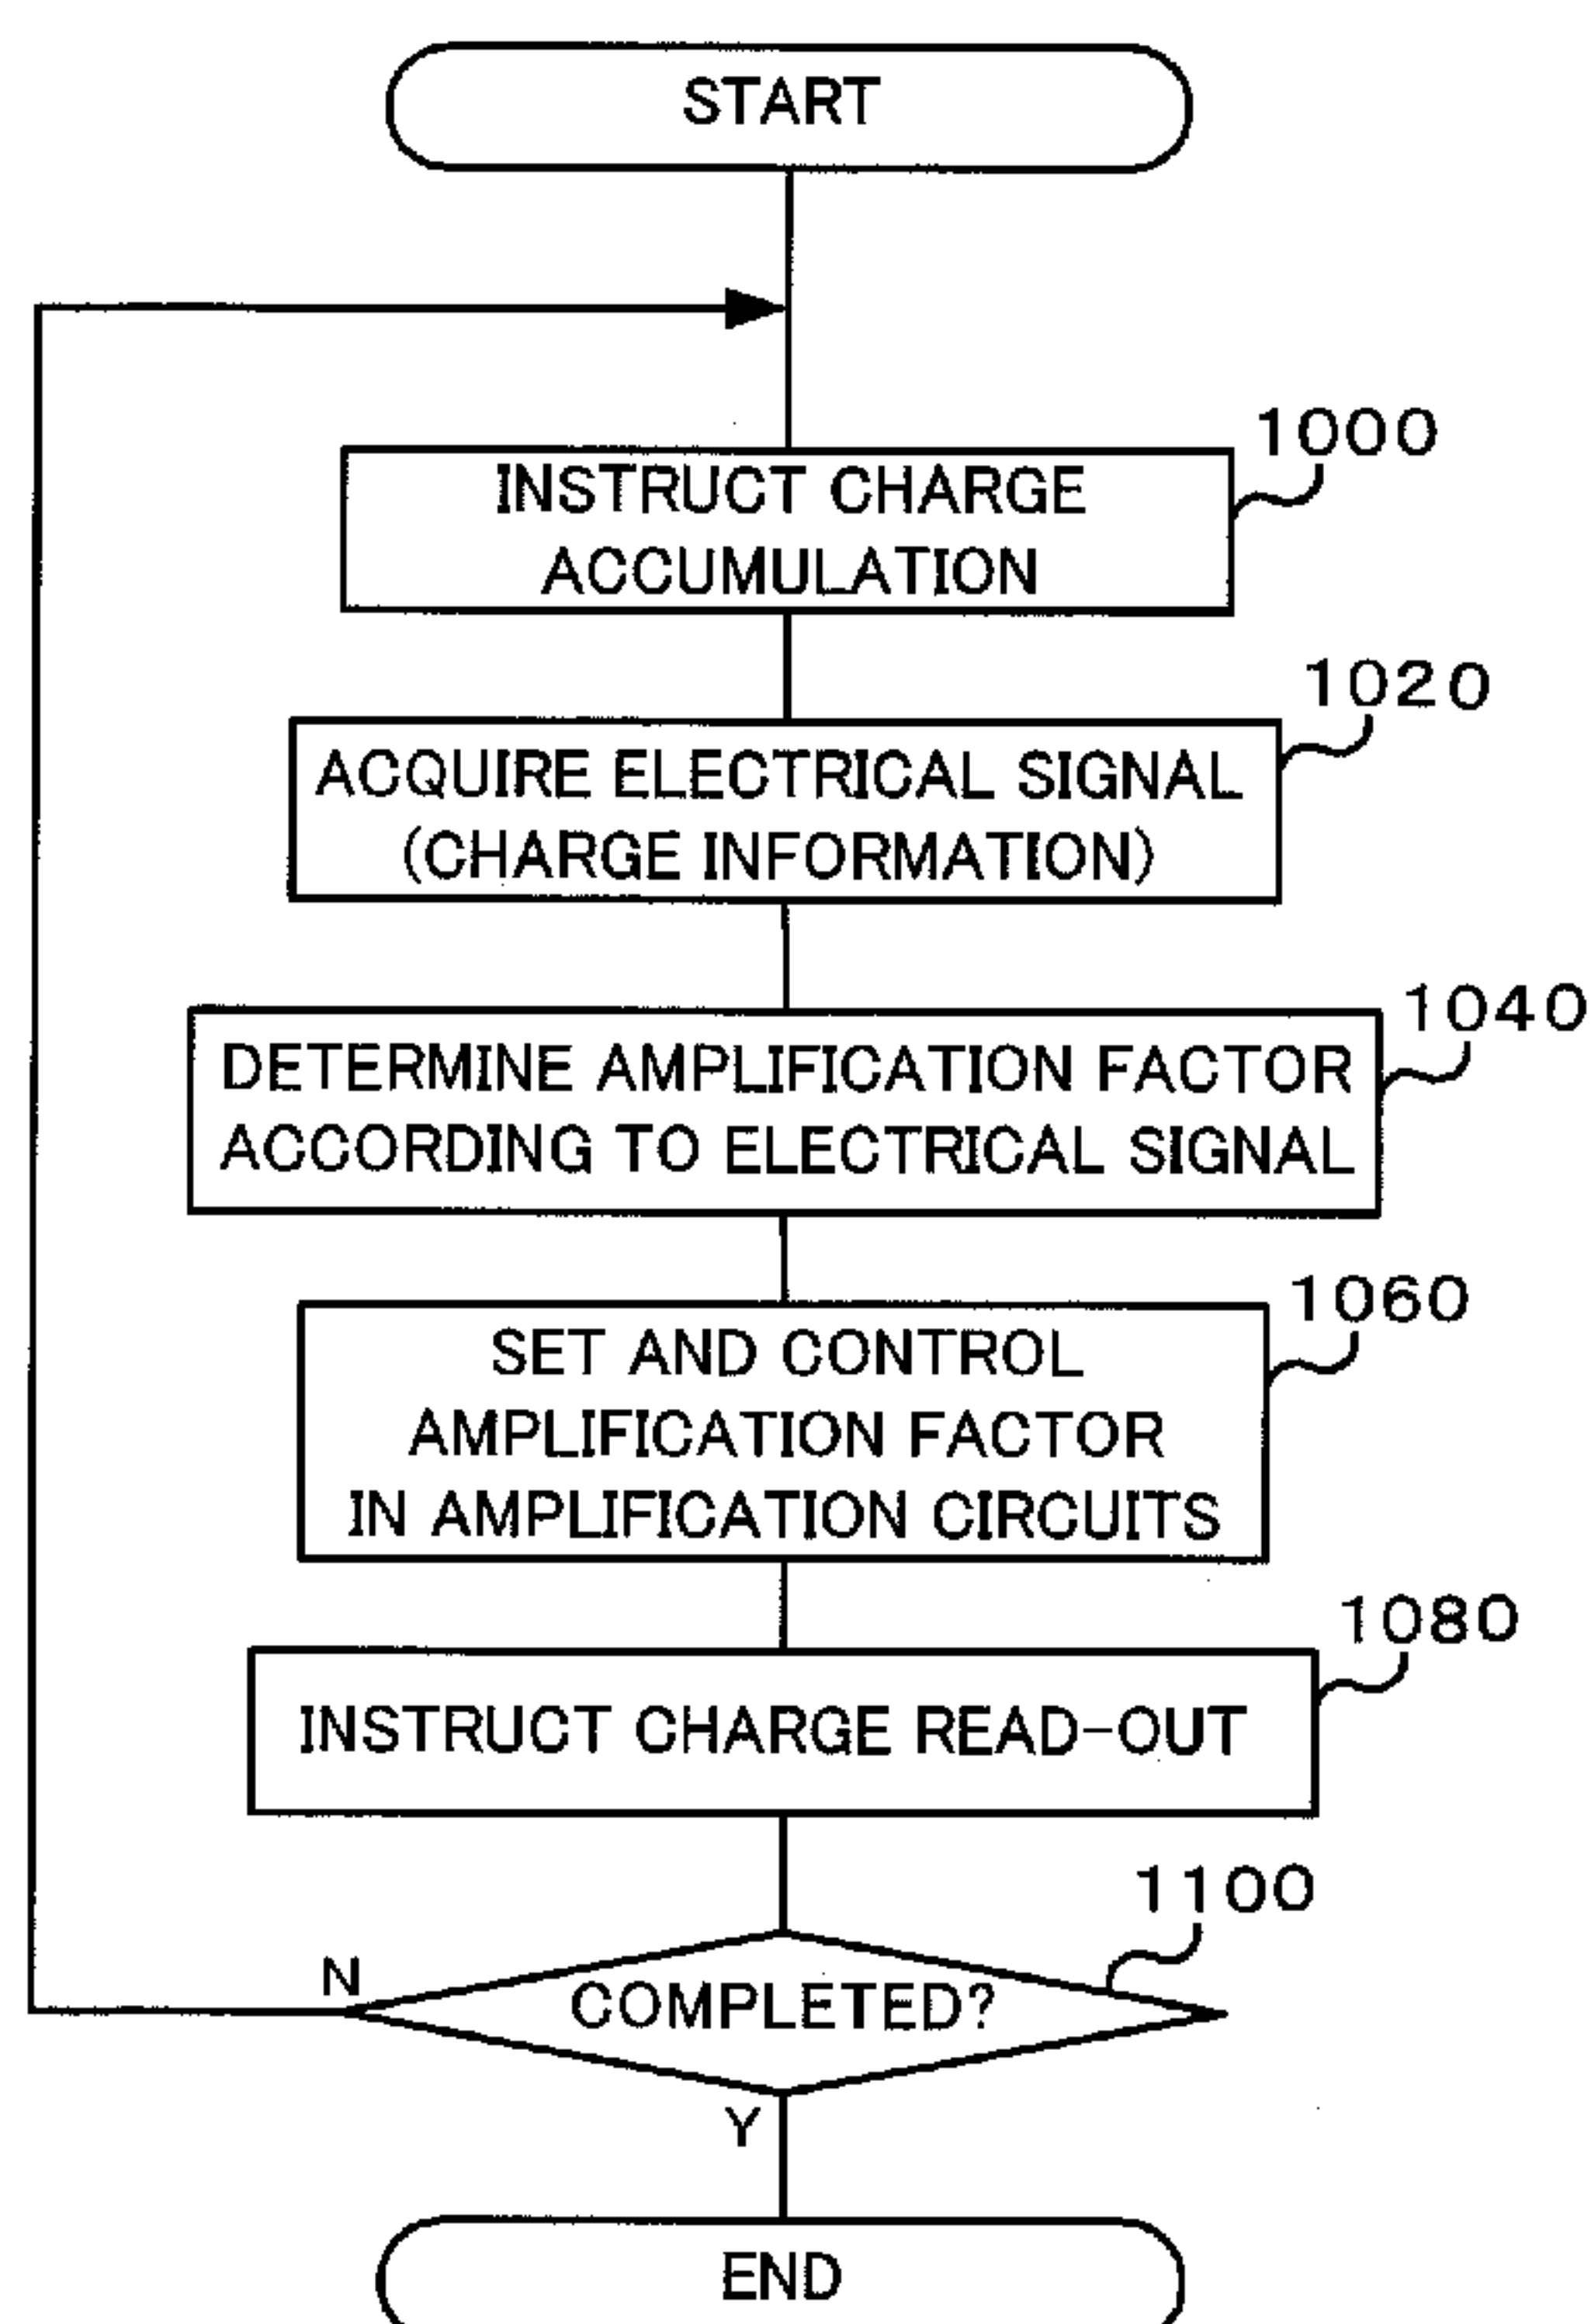 START
1000
INSTRUCT CHARGE
ACCUMULATION
1020
ACQUIRE ELECTRICAL SIGNAL
(CHARGE INFORMATION)
1040
DETERMINE AMPLIFICATION FACTOR
ACCORDING TO ELECTRICAL SIGNAL
1060
SET AND CONTROL
AMPLIFICATION FACTOR
IN AMPLIFICATION CIRCUITS
1080
INSTRUCT CHARGE READ-OUT
1100
N
COMPLETED?
Y
END